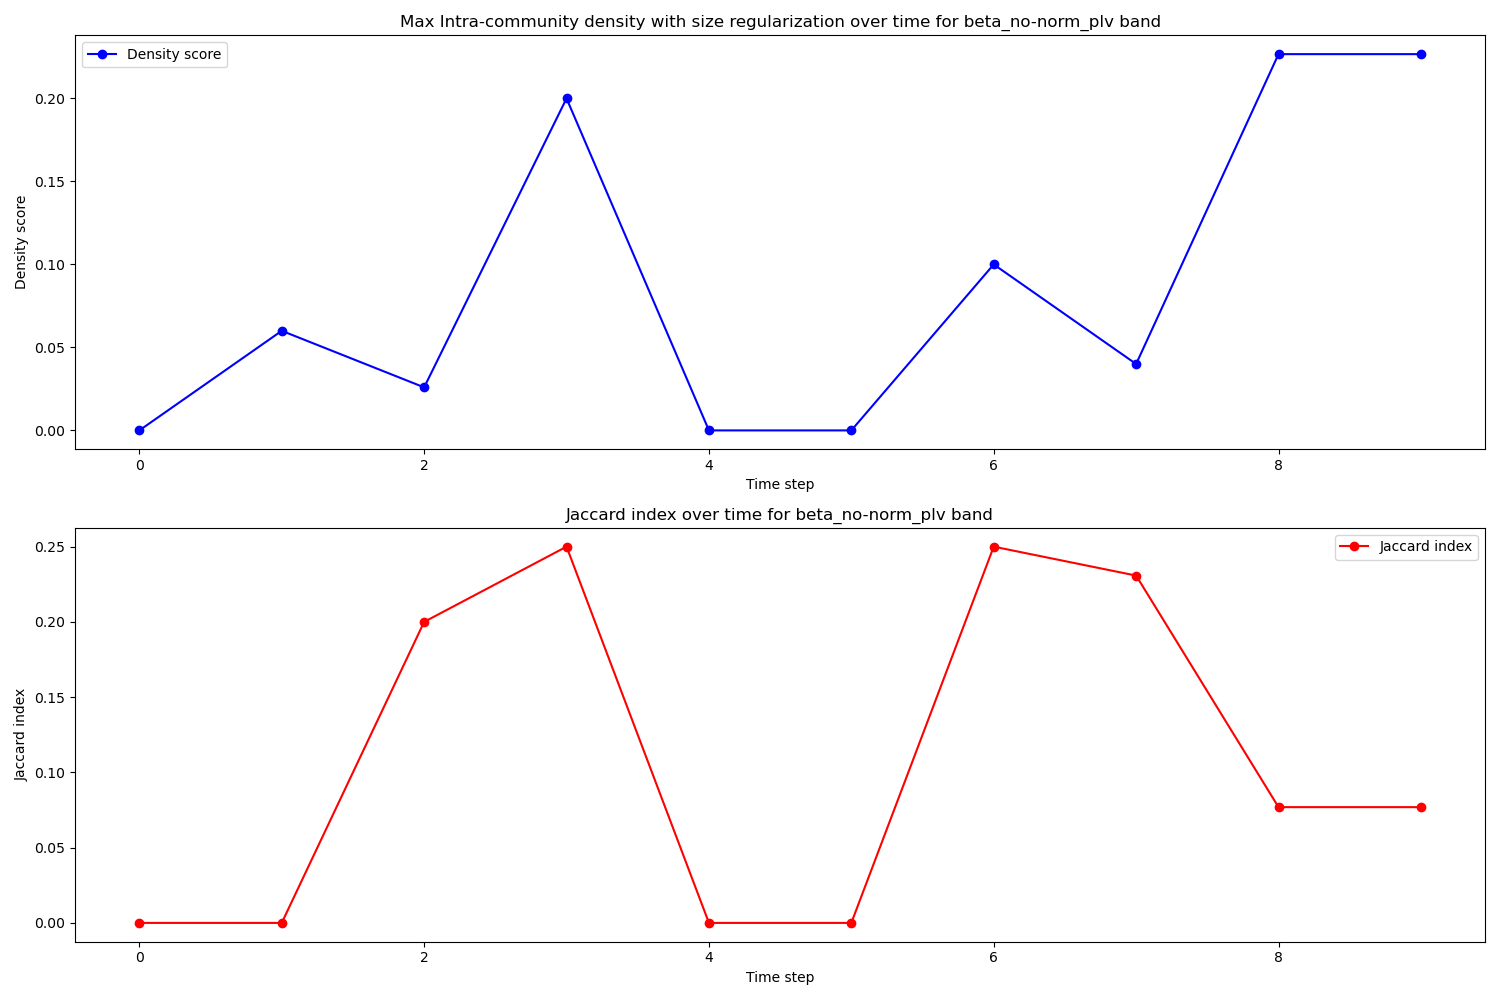 Max Intra-community density with size regularization over time for beta_no-norm_plv band
Density score
0.20
0.15
0.10
0.05
0.00
Density score
0
2
4
6
8
Time step
Jaccard index over time for beta_no-norm_plv band
Jaccard index
0.25
0.20
0.15
0.10
0.05
0.00
Jaccard index
0
2
4
6
8
Time step